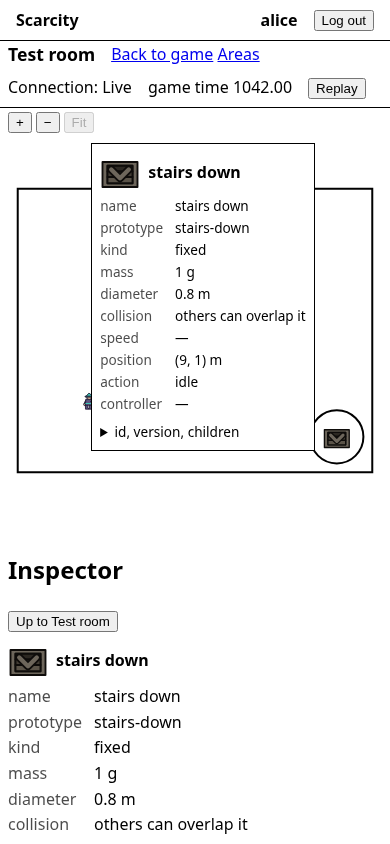 Scarcity alice Log out
Test room Back to game Areas
Connection: Live game time 1042.00 Replay
+ − Fit
stairs down
name stairs down
prototype stairs-down
kind fixed
mass 1 g
diameter 0.8 m
collision others can overlap it
speed —
position (9, 1) m
action idle
controller —
▶ id, version, children
Inspector
Up to Test room
stairs down
name stairs down
prototype stairs-down
kind fixed
mass 1 g
diameter 0.8 m
collision others can overlap it